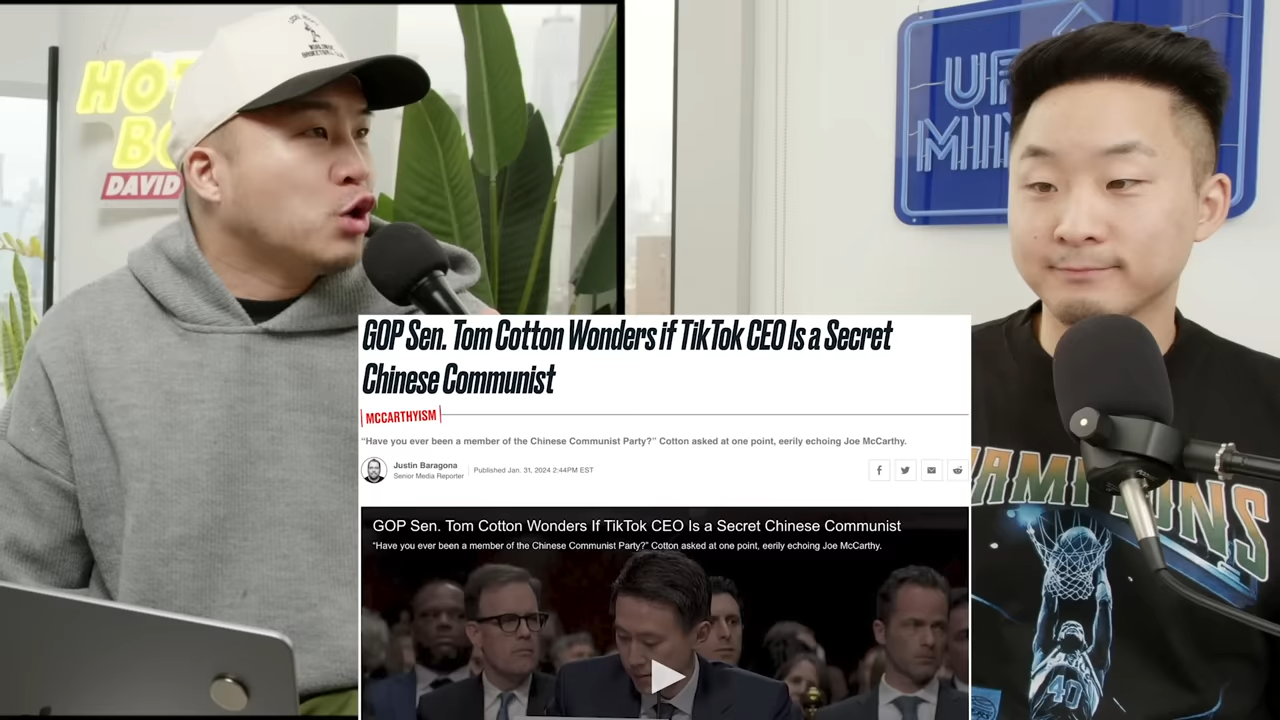 HOT
BO
DAVID
UP
MIN
GOP Sen. Tom Cotton Wonders if TikTok CEO Is a Secret
Chinese Communist
MCCARTHYISM
“Have you ever been a member of the Chinese Communist Party?” Cotton asked at one point, eerily echoing Joe McCarthy.
Justin Baragona
Senior Media Reporter
Published Jan. 31, 2024 2:44PM EST
GOP Sen. Tom Cotton Wonders If TikTok CEO Is a Secret Chinese Communist
“Have you ever been a member of the Chinese Communist Party?” Cotton asked at one point, eerily echoing Joe McCarthy.
40